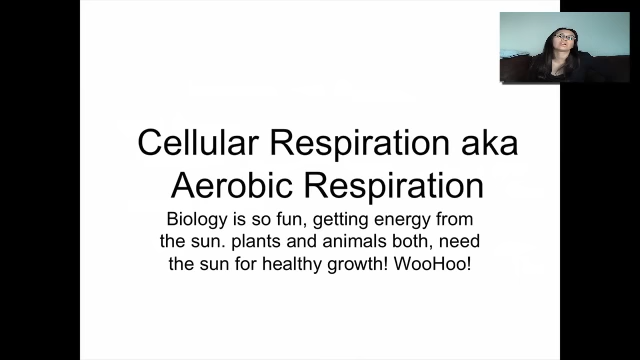 Cellular Respiration aka
Aerobic Respiration
Biology is so fun, getting energy from
the sun. plants and animals both, need
the sun for healthy growth! WooHoo!